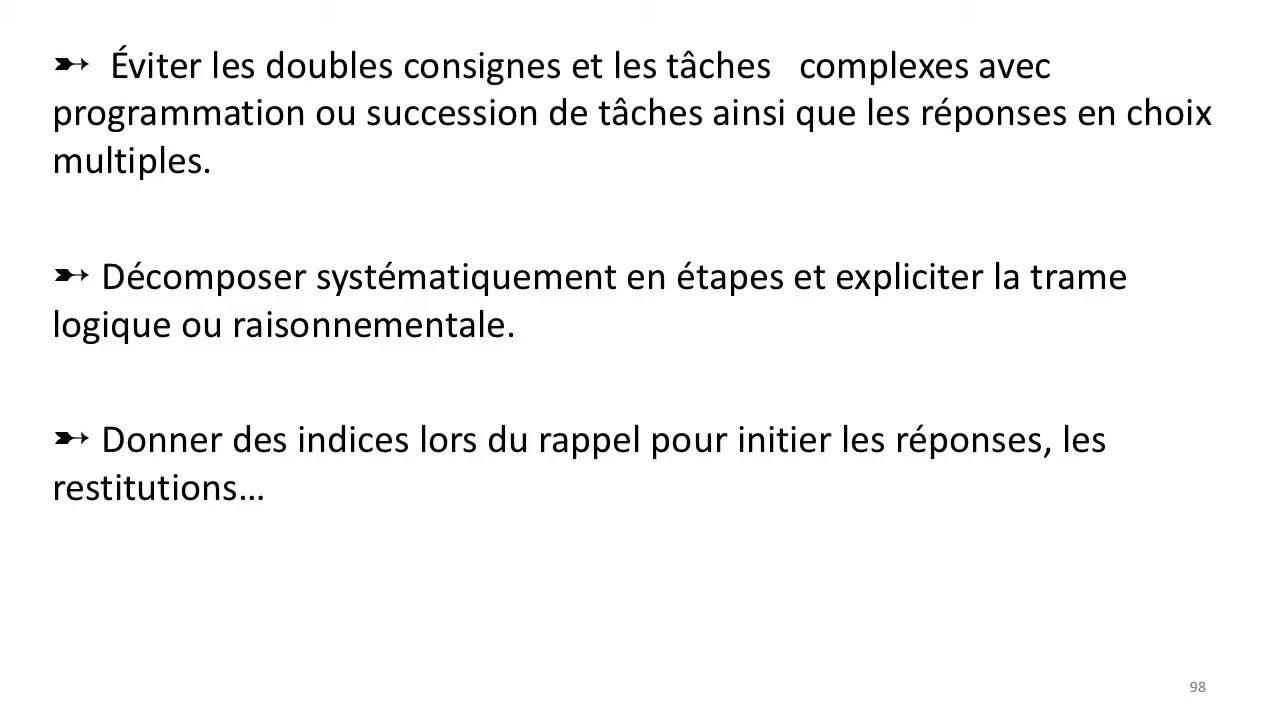 ➼ Éviter les doubles consignes et les tâches complexes avec
programmation ou succession de tâches ainsi que les réponses en choix
multiples.
➼ Décomposer systématiquement en étapes et expliciter la trame
logique ou raisonnementale.
➼ Donner des indices lors du rappel pour initier les réponses, les
restitutions…
98